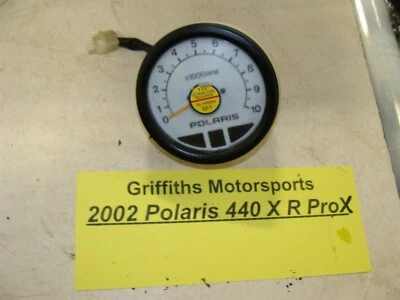 0 1 2 3 4 5 6 7 8 9 10
x1000RPM
POLARIS
Griffiths Motorsports
2002 Polaris 440 X R ProX